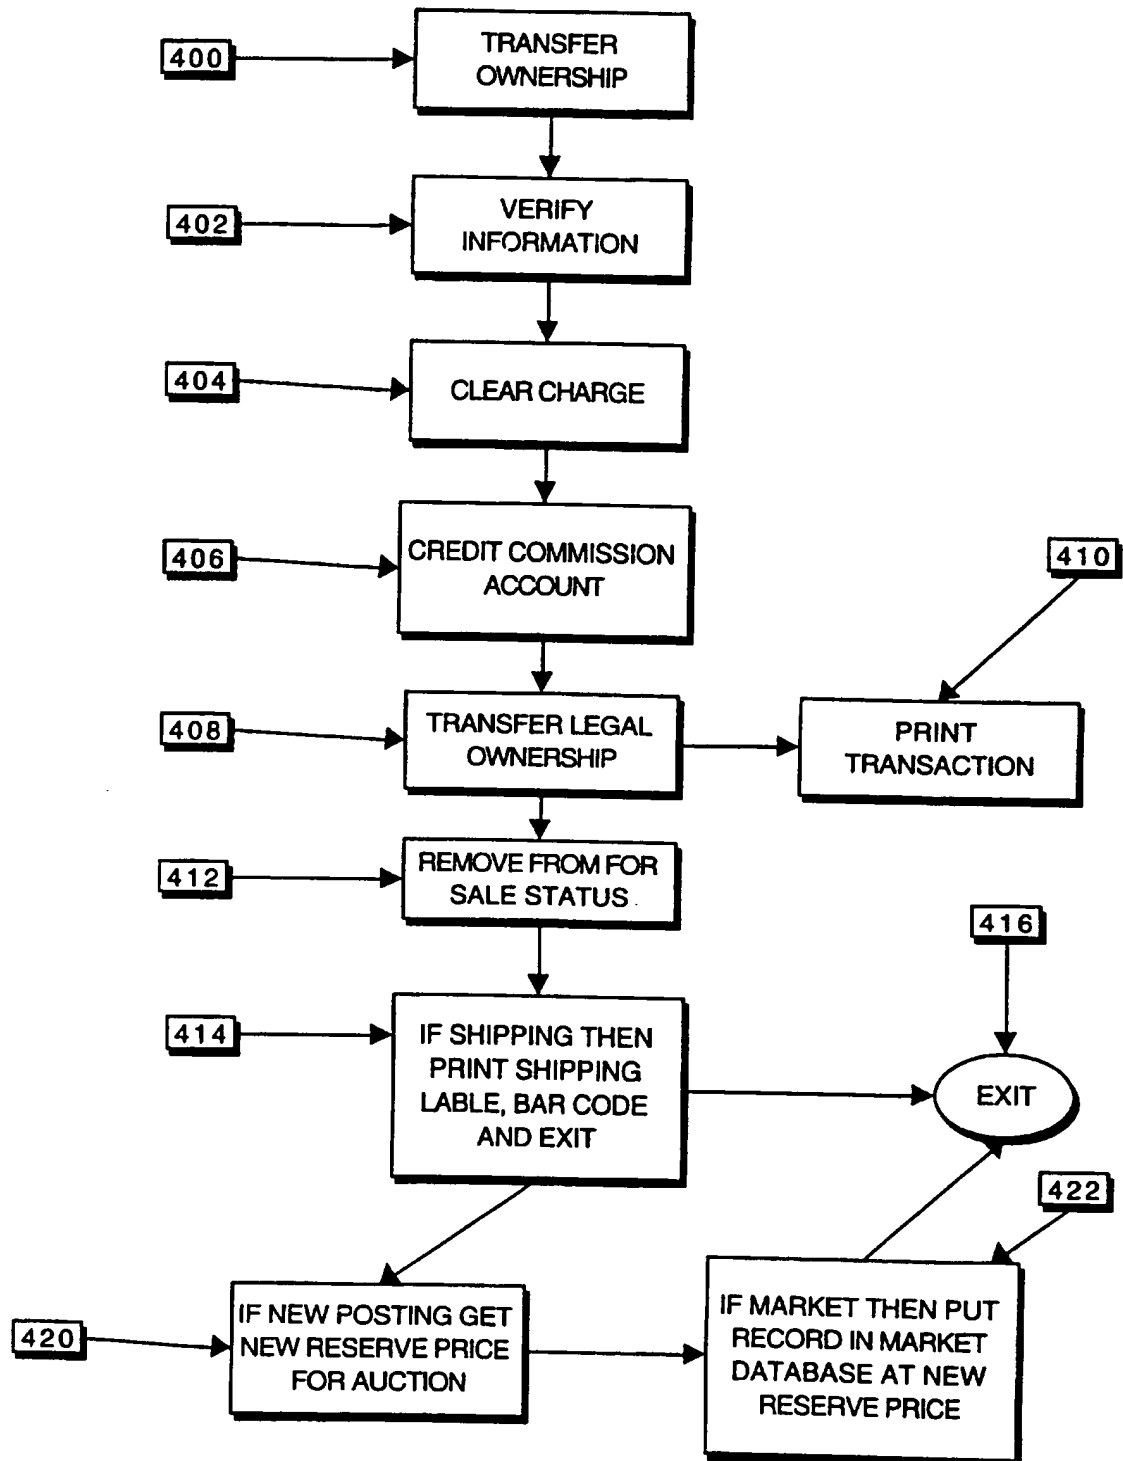 400
TRANSFER
OWNERSHIP
402
VERIFY
INFORMATION
404
CLEAR CHARGE
406
CREDIT COMMISSION
ACCOUNT
410
408
TRANSFER LEGAL
OWNERSHIP
PRINT
TRANSACTION
412
REMOVE FROM FOR
SALE STATUS
416
414
IF SHIPPING THEN
PRINT SHIPPING
LABLE, BAR CODE
AND EXIT
EXIT
422
420
IF NEW POSTING GET
NEW RESERVE PRICE
FOR AUCTION
IF MARKET THEN PUT
RECORD IN MARKET
DATABASE AT NEW
RESERVE PRICE